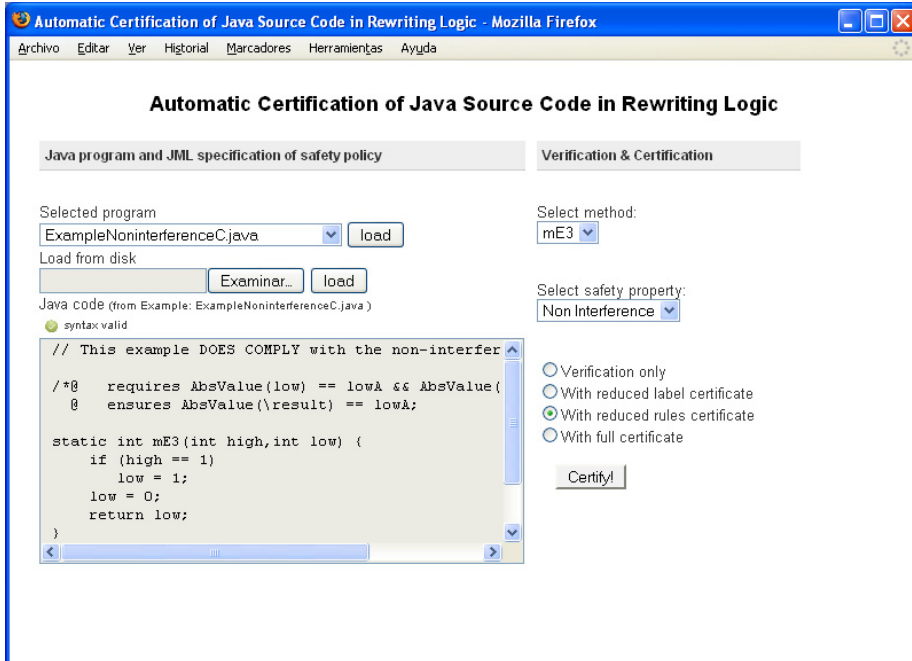 Automatic Certification of Java Source Code in Rewriting Logic - Mozilla Firefox
Archivo Editar Ver Historial Marcadores Herramientas Ayuda
Automatic Certification of Java Source Code in Rewriting Logic
Java program and JML specification of safety policy
Verification & Certification
Selected program
ExampleNoninterferenceC.java load
Load from disk
Examinar... load
Java code (from Example: ExampleNoninterferenceC.java )
syntax valid
// This example DOES COMPLY with the non-interfer
/*@ requires AbsValue(low) == lowA && AbsValue(
@ ensures AbsValue(\result) == lowA;
static int mE3(int high,int low) {
if (high == 1)
low = 1;
low = 0;
return low;
}
Select method:
mE3
Select safety property:
Non Interference
Verification only
With reduced label certificate
With reduced rules certificate
With full certificate
Certify!